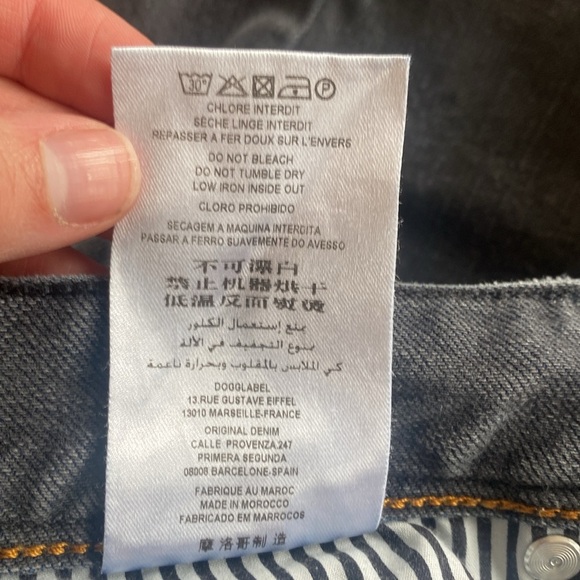 30°
P
CHLORE INTERDIT
SÈCHE LINGE INTERDIT
REPASSER A FER DOUX SUR L'ENVERS
DO NOT BLEACH
DO NOT TUMBLE DRY
LOW IRON INSIDE OUT
CLORO PROHIBIDO
SECAGEM A MAQUINA INTERDITA
PASSAR A FERRO SUAVEMENTE DO AVESSO
不可漂白
禁止机器烘干
低温反面熨烫
يمنع إستعمال الكلور
يمنوع التجفيف في الألة
كي الملابس بالمقلوب وبحرارة ناعمة
DOGGLABEL
13.RUE GUSTAVE EIFFEL
13010 MARSEILLE-FRANCE
ORIGINAL DENIM
CALLE PROVENZA.247
PRIMERA SEGUNDA
08008 BARCELONE-SPAIN
FABRIQUE AU MAROC
MADE IN MOROCCO
FABRICADO EM MARROCOS
摩洛哥制造